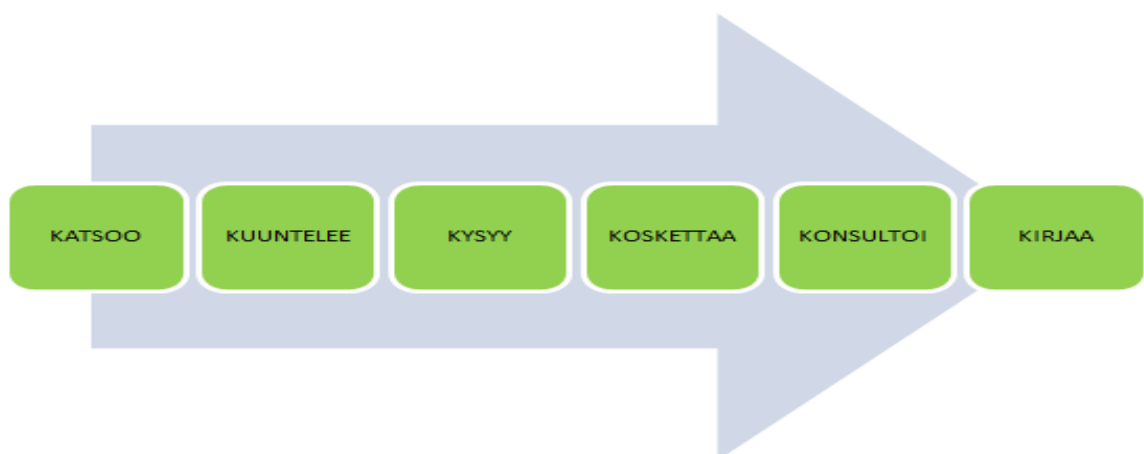 KATSOO
KUUNTELEE
KYSYY
KOSKETTAA
KONSULTOI
KIRJAA